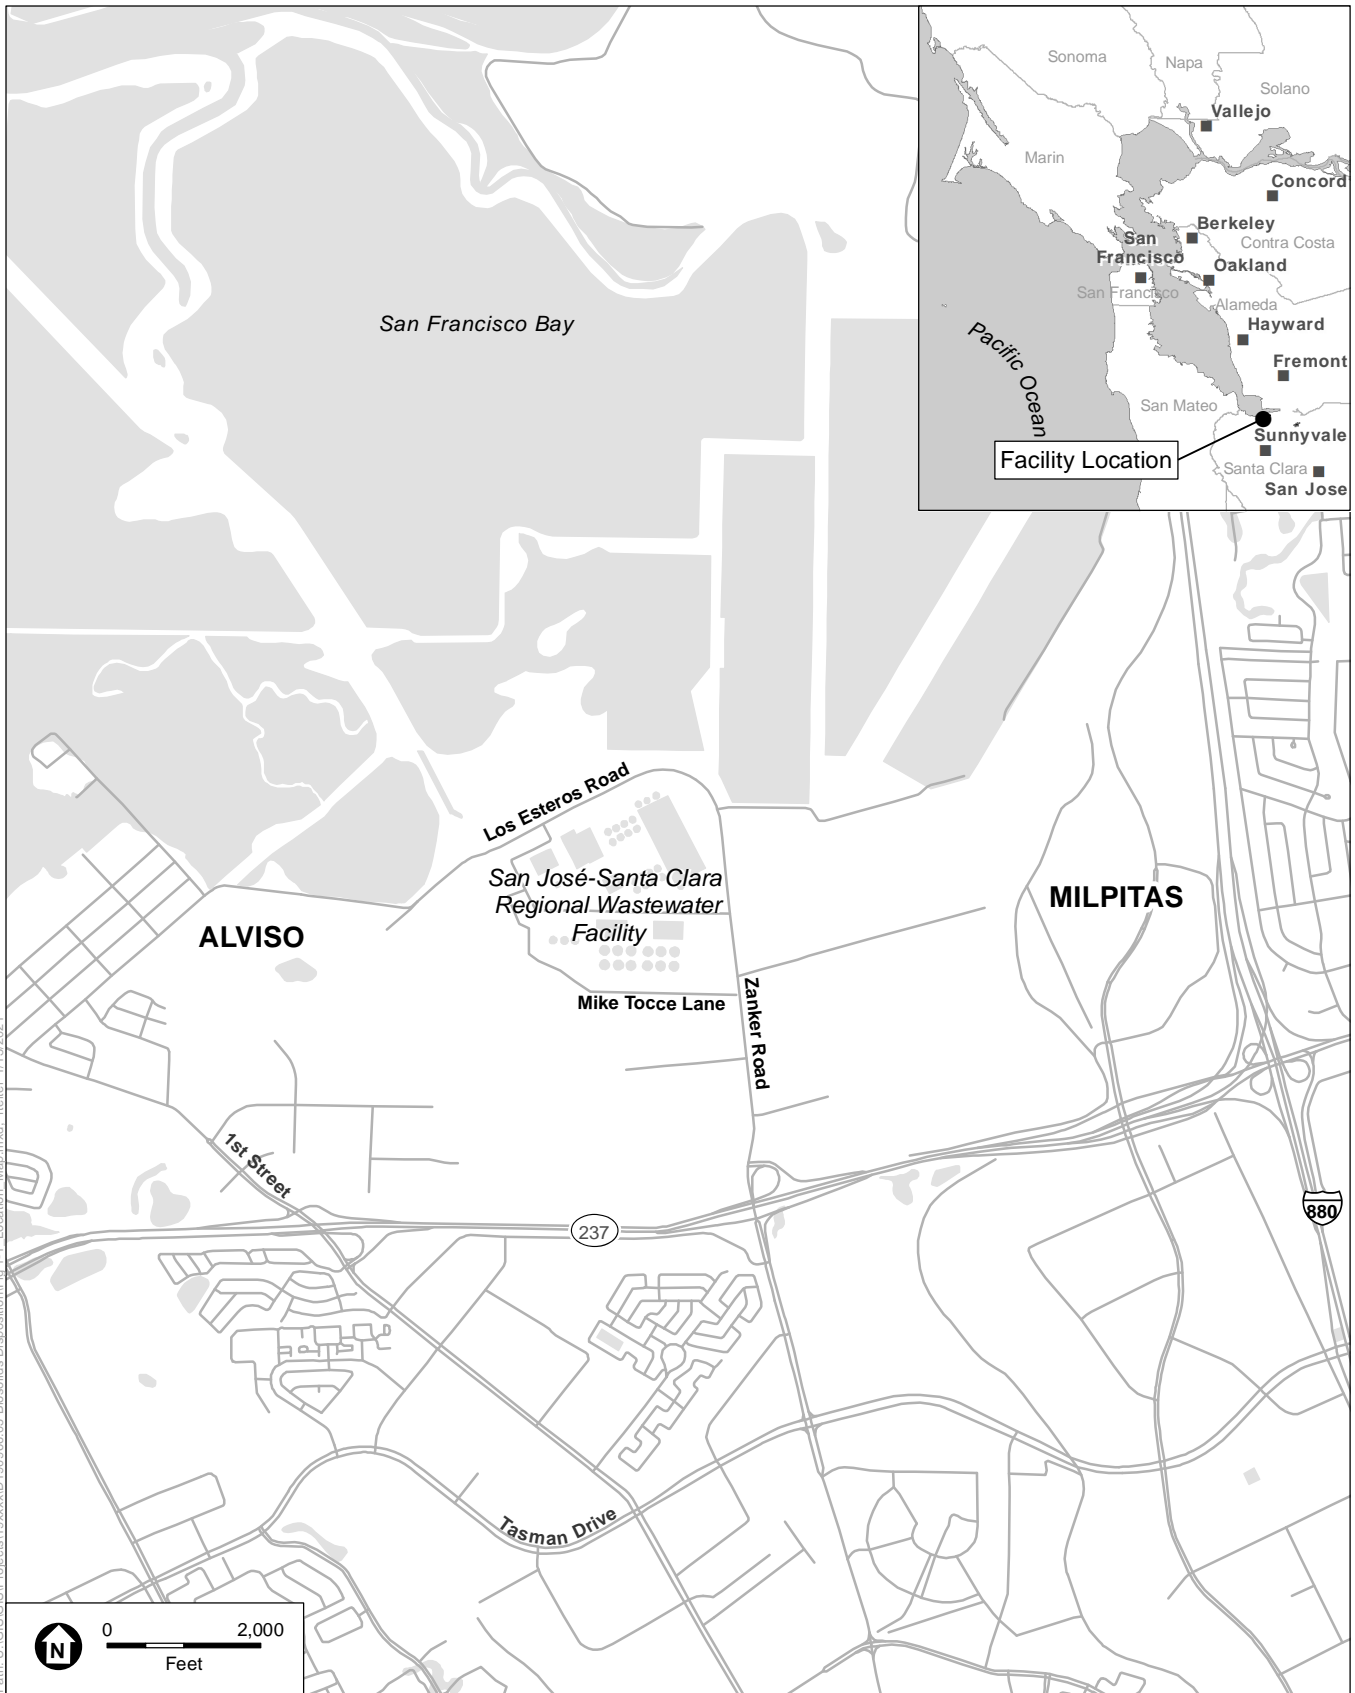 Sonoma
Napa
Solano
Vallejo
Marin
Concord
Berkeley
San
Francisco
Contra Costa
Oakland
San Francisco
Alameda
Hayward
Pacific Ocean
Fremont
San Mateo
Sunnyvale
Facility Location
Santa Clara
San Jose
San Francisco Bay
Los Esteros Road
San José-Santa Clara
Regional Wastewater
Facility
MILPITAS
ALVISO
Mike Tocce Lane
Zanker Road
1st Street
880
237
Tasman Drive
N
0 2,000
Feet